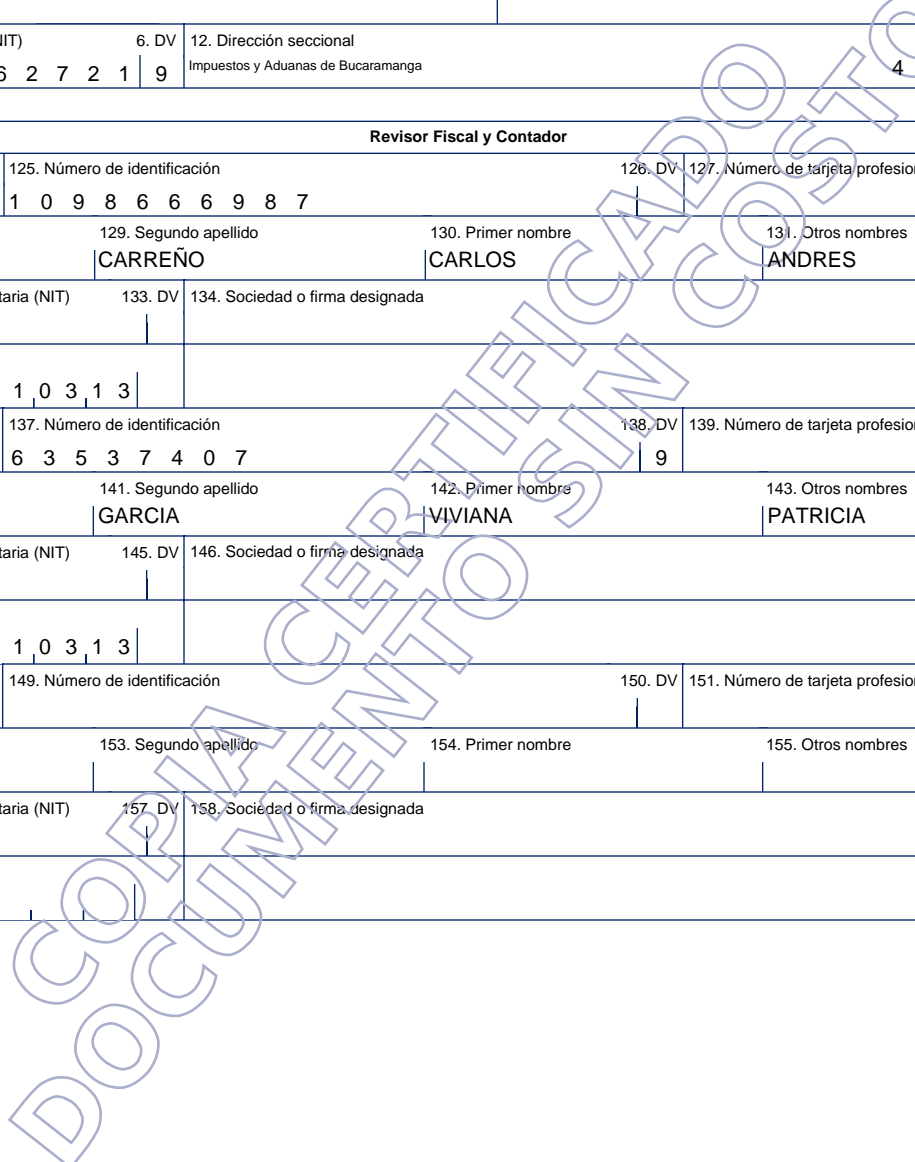 IIT) 6. DV 12. Dirección seccional
6 2 7 2 1 9 Impuestos y Aduanas de Bucaramanga 4
Revisor Fiscal y Contador
125. Número de identificación 126. DV 127. Número de tarjeta profesion
1 0 9 8 6 6 6 9 8 7
129. Segundo apellido 130. Primer nombre 131. Otros nombres
CARREÑO CARLOS ANDRES
taria (NIT) 133. DV 134. Sociedad o firma designada
1 0 3 1 3
137. Número de identificación 138. DV 139. Número de tarjeta profesion
6 3 5 3 7 4 0 7 9
141. Segundo apellido 142. Primer nombre 143. Otros nombres
GARCIA VIVIANA PATRICIA
taria (NIT) 145. DV 146. Sociedad o firma designada
1 0 3 1 3
149. Número de identificación 150. DV 151. Número de tarjeta profesion
153. Segundo apellido 154. Primer nombre 155. Otros nombres
taria (NIT) 157. DV 158. Sociedad o firma designada
COPIA CERTIFICADO
DOCUMENTO SIN COSTO